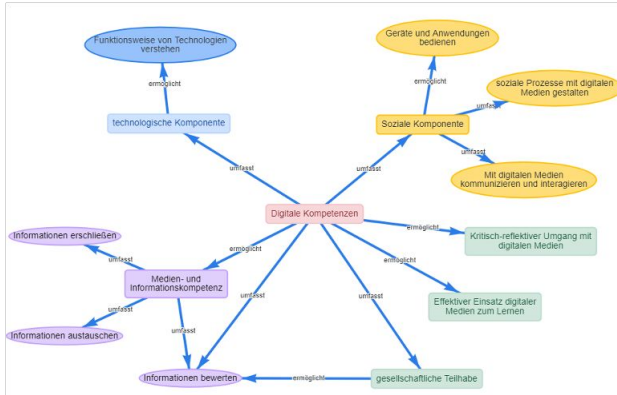 Funktionsweise von Technologien
verstehen
Geräte und Anwendungen
bedienen
ermöglicht
ermöglicht
soziale Prozesse mit digitalen
Medien gestalten
umfasst
technologische Komponente
Soziale Komponente
umfasst
umfasst
umfasst
Mit digitalen Medien
kommunizieren und interagieren
Digitale Kompetenzen
ermöglicht
Kritisch-reflektiver Umgang mit
digitalen Medien
Informationen erschließen
umfasst
ermöglicht
ermöglicht
Medien- und
Informationskompetenz
umfasst
umfasst
Effektiver Einsatz digitaler
Medien zum Lernen
umfasst
Informationen austauschen
umfasst
Informationen bewerten
ermöglicht
gesellschaftliche Teilhabe